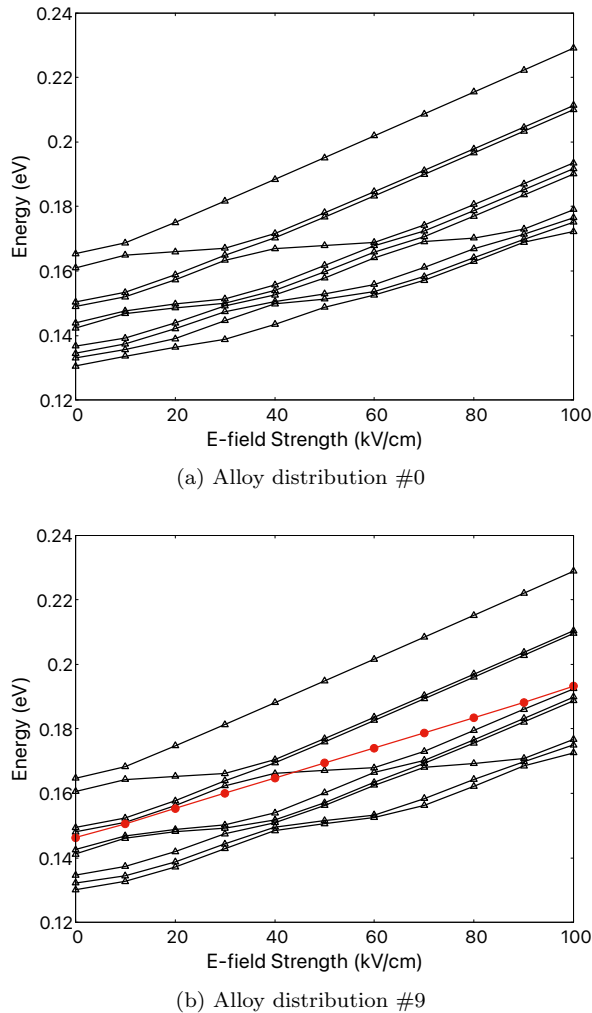 0.24
0.22
0.2
0.18
0.16
0.14
0.12
Energy (eV)
0 20 40 60 80 100
E-field Strength (kV/cm)
(a) Alloy distribution #0
0.24
0.22
0.2
0.18
0.16
0.14
0.12
Energy (eV)
0 20 40 60 80 100
E-field Strength (kV/cm)
(b) Alloy distribution #9